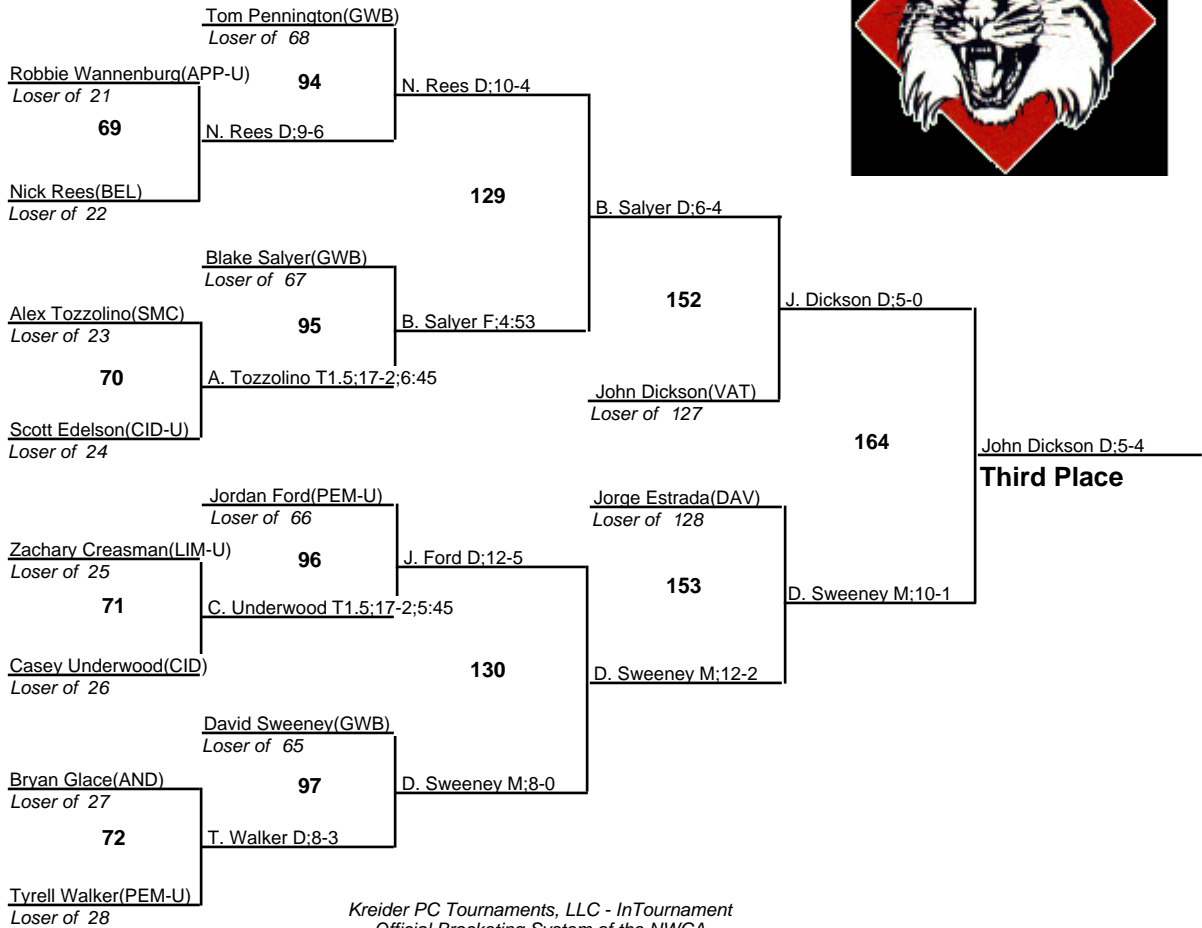 Tom Pennington(GWB)
Loser of 68
Robbie Wannenburg(APP-U)
Loser of 21
94
N. Rees D;10-4
69
N. Rees D;9-6
Nick Rees(BEL)
Loser of 22
129
B. Salyer D;6-4
Blake Salyer(GWB)
Loser of 67
Alex Tozzolino(SMC)
Loser of 23
95
B. Salyer F;4:53
152
J. Dickson D;5-0
70
A. Tozzolino T1.5;17-2;6:45
John Dickson(VAT)
Loser of 127
Scott Edelson(CID-U)
Loser of 24
164
John Dickson D;5-4
Third Place
Jordan Ford(PEM-U)
Loser of 66
Jorge Estrada(DAV)
Loser of 128
Zachary Creasman(LIM-U)
Loser of 25
96
J. Ford D;12-5
71
C. Underwood T1.5;17-2;5:45
153
D. Sweeney M;10-1
Casey Underwood(CID)
Loser of 26
130
D. Sweeney M;12-2
David Sweeney(GWB)
Loser of 65
Bryan Glace(AND)
Loser of 27
97
D. Sweeney M;8-0
72
T. Walker D;8-3
Tyrell Walker(PEM-U)
Loser of 28
Kreider PC Tournaments, LLC - InTournament
Official Bracketing System of the NWCA